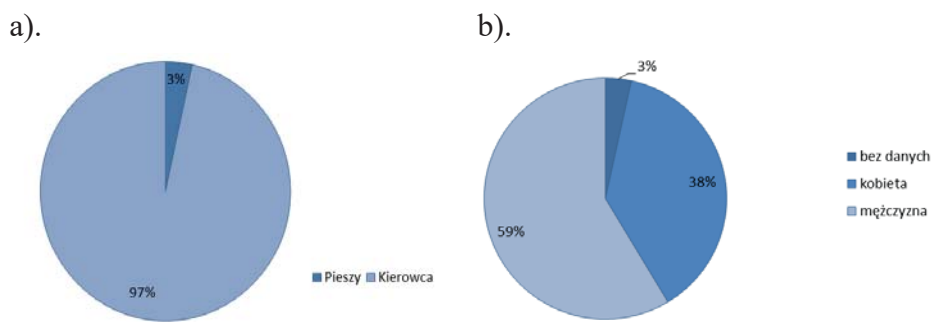 a).
3%
97%
Pieszy Kierowca
b).
3%
38%
59%
bez danych
kobieta
mężczyzna